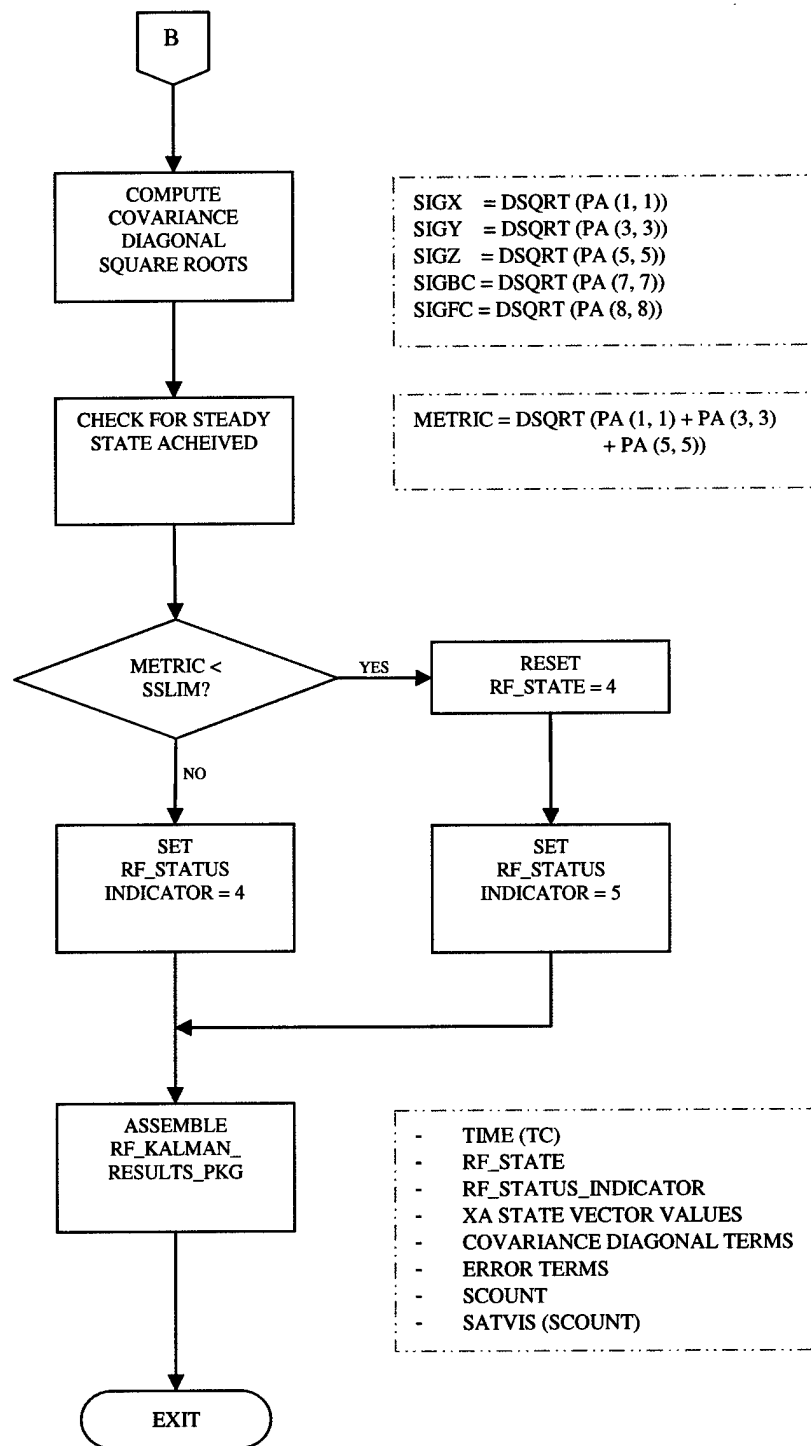 B
COMPUTE
COVARIANCE
DIAGONAL
SQUARE ROOTS
SIGX = DSQRT (PA (1, 1))
SIGY = DSQRT (PA (3, 3))
SIGZ = DSQRT (PA (5, 5))
SIGBC = DSQRT (PA (7, 7))
SIGFC = DSQRT (PA (8, 8))
CHECK FOR STEADY
STATE ACHEIVED
METRIC = DSQRT (PA (1, 1) + PA (3, 3)
+ PA (5, 5))
METRIC <
SSLIM?
YES
RESET
RF_STATE = 4
NO
SET
RF_STATUS
INDICATOR = 4
SET
RF_STATUS
INDICATOR = 5
ASSEMBLE
RF_KALMAN_
RESULTS_PKG
- TIME (TC)
- RF_STATE
- RF_STATUS_INDICATOR
- XA STATE VECTOR VALUES
- COVARIANCE DIAGONAL TERMS
- ERROR TERMS
- SCOUNT
- SATVIS (SCOUNT)
EXIT